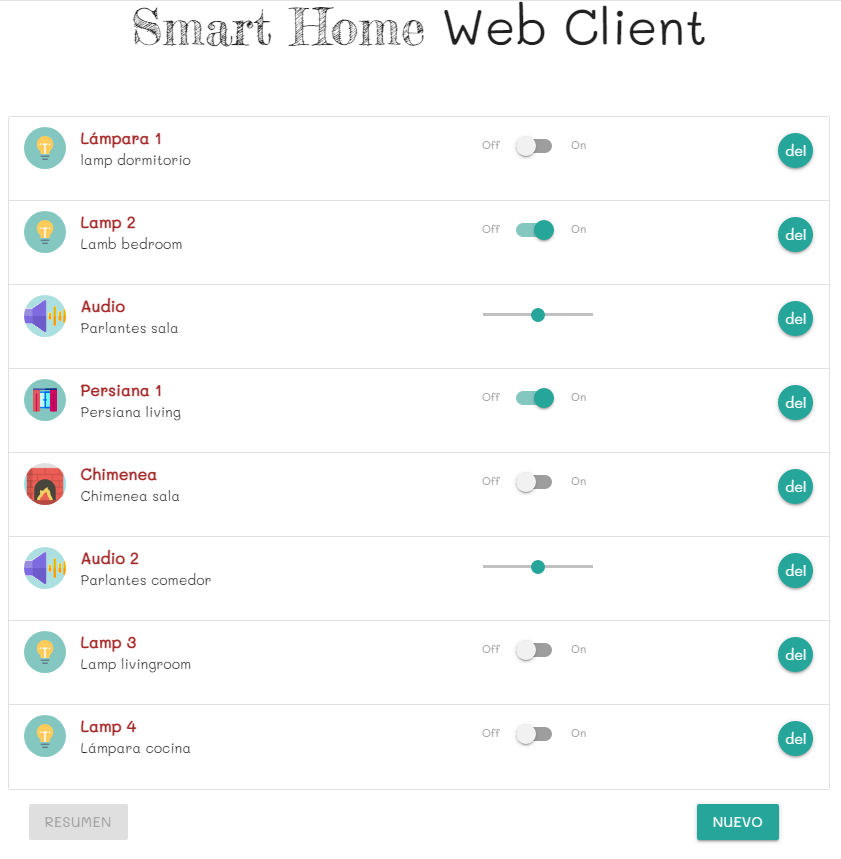 Smart Home Web Client
Lámpara 1
lamp dormitorio
Off On
del
Lamp 2
Lamb bedroom
Off On
del
Audio
Parlantes sala
del
Persiana 1
Persiana living
Off On
del
Chimenea
Chimenea sala
Off On
del
Audio 2
Parlantes comedor
del
Lamp 3
Lamp livingroom
Off On
del
Lamp 4
Lámpara cocina
Off On
del
RESUMEN NUEVO